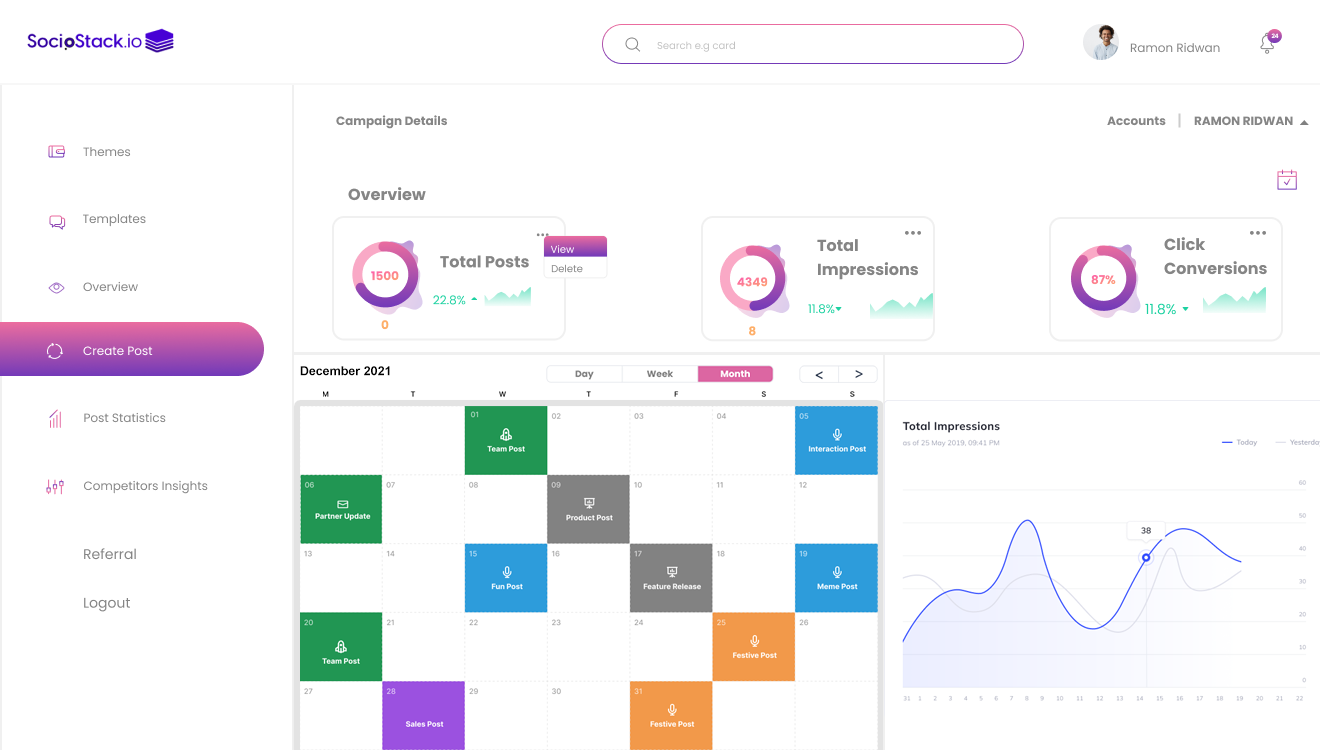 SocioStack.io
Search e.g card
Ramon Ridwan
24
Themes
Templates
Overview
Create Post
Post Statistics
Competitors Insights
Referral
Logout
Campaign Details
Accounts | RAMON RIDWAN
Overview
1500
Total Posts
22.8%
0
View
Delete
4349
Total
Impressions
11.8%
8
87%
Click
Conversions
11.8%
December 2021
Day Week Month
< >
M T W T F S S
01 02 03 04 05
Team Post
Interaction Post
06 07 08 09 10 11 12
Partner Update
Product Post
13 14 15 16 17 18 19
Fun Post
Feature Release
Meme Post
20 21 22 23 24 25 26
Team Post
Festive Post
27 28 29 30 31
Sales Post
Festive Post
Total Impressions
as of 25 May 2019, 09:41 PM
Today
Yesterda
60
50
38
40
30
20
10
0
31 1 2 3 4 5 6 7 8 9 10 11 12 13 14 15 16 17 18 19 20 21 22